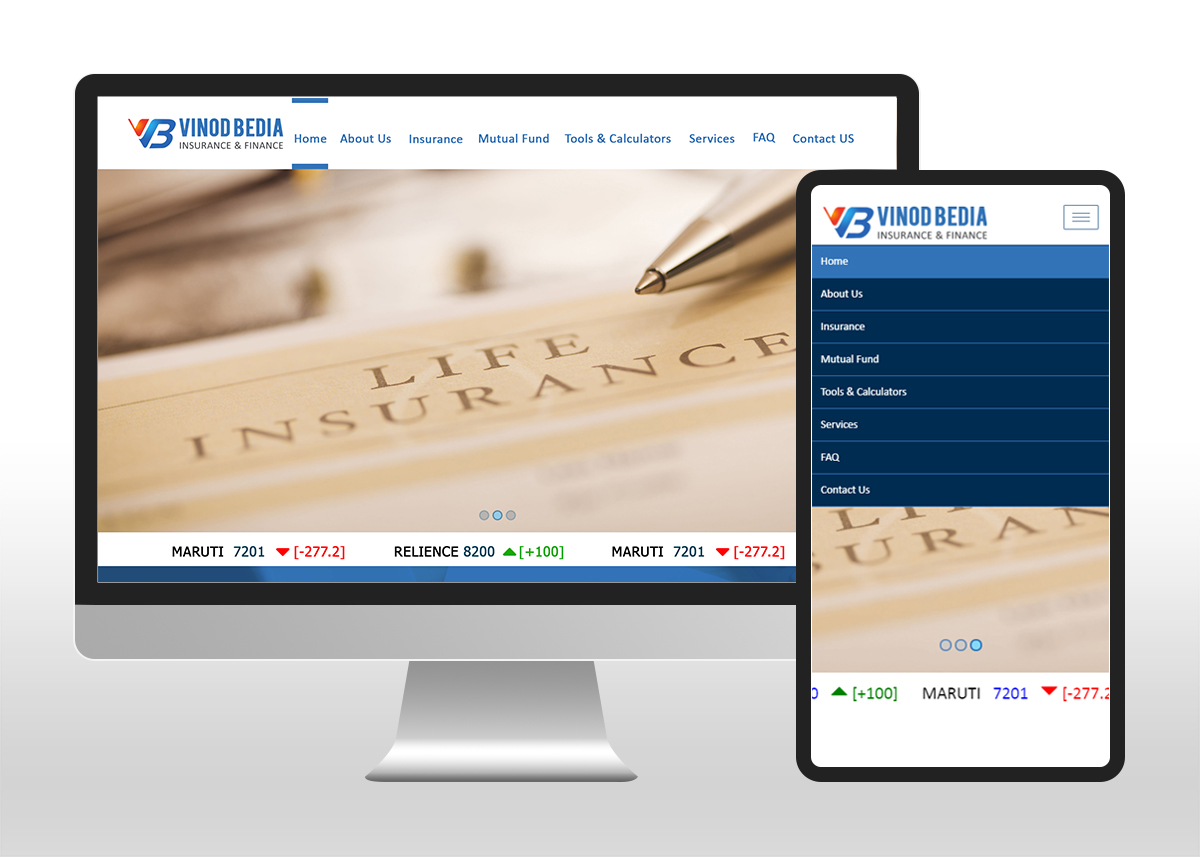 VB VINOD BEDIA
INSURANCE & FINANCE
Home About Us Insurance Mutual Fund Tools & Calculators Services FAQ Contact US
LIFE
INSURANCE
MARUTI 7201 [-277.2] RELIENCE 8200 [+100] MARUTI 7201 [-277.2]
VB VINOD BEDIA
INSURANCE & FINANCE
Home
About Us
Insurance
Mutual Fund
Tools & Calculators
Services
FAQ
Contact Us
0 [+100] MARUTI 7201 [-277.2